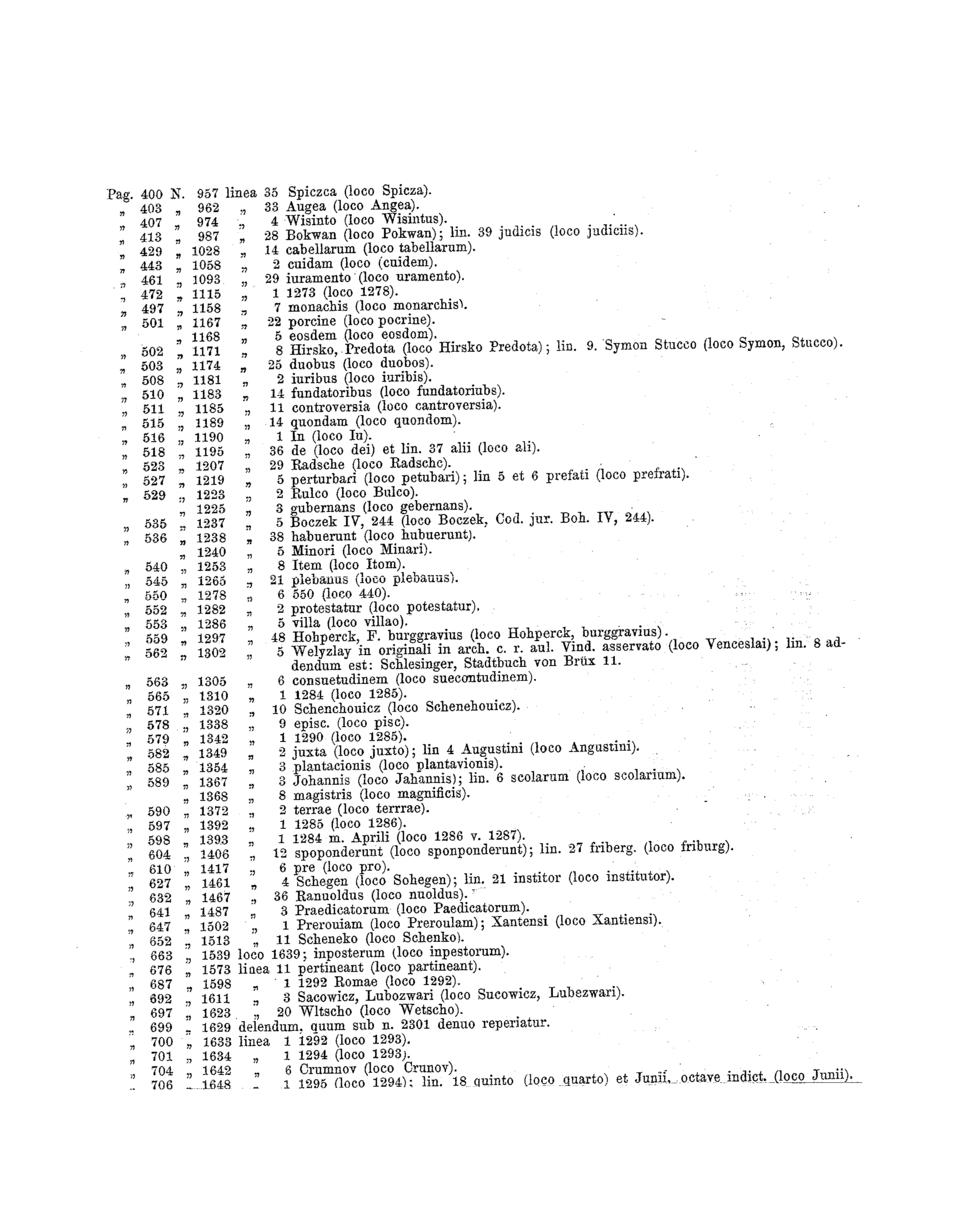 Pag. 400 N. 957 linea 35 Spiczca (loco Spicza).
„ 403 „ 962 „ 33 Augea (loco Angea).
„ 407 „ 974 „ 4 Wisinto (loco Wisintus).
„ 413 „ 987 „ 28 Bokwan (loco Pokwan); lin. 39 judicis (loco judiciis).
„ 429 „ 1028 „ 14 cabellarum (loco tabellarum).
„ 443 „ 1058 „ 2 cuidam (loco (cuidem).
„ 461 „ 1093 „ 29 iuramento (loco uramento).
„ 472 „ 1115 „ 1 1273 (loco 1278).
„ 497 „ 1158 „ 7 monachis (loco monarchis).
„ 501 „ 1167 „ 22 porcine (loco pocrine).
„ 1168 „ 5 eosdem (loco eosdom).
„ 502 „ 1171 „ 8 Hirsko, Predota (loco Hirsko Predota); lin. 9. Symon Stucco (loco Symon, Stucco).
„ 503 „ 1174 „ 25 duobus (loco duobos).
„ 508 „ 1181 „ 2 iuribus (loco iuribis).
„ 510 „ 1183 „ 14 fundatoribus (loco fundatoriubs).
„ 511 „ 1185 „ 11 controversia (loco cantroversia).
„ 515 „ 1189 „ 14 quondam (loco quondom).
„ 516 „ 1190 „ 1 In (loco Iu).
„ 518 „ 1195 „ 36 de (loco dei) et lin. 37 alii (loco ali).
„ 523 „ 1207 „ 29 Radsche (loco Radschc).
„ 527 „ 1219 „ 5 perturbari (loco petubari); lin 5 et 6 prefati (loco prefrati).
„ 529 „ 1223 „ 2 Rulco (loco Bulco).
„ 1225 „ 3 gubernans (loco gebernans).
„ 535 „ 1237 „ 5 Boczek IV, 244 (loco Boczek, Cod. jur. Boh. IV, 244).
„ 536 „ 1238 „ 38 habuerunt (loco hubuerunt).
„ 1240 „ 5 Minori (loco Minari).
„ 540 „ 1253 „ 8 Item (loco Itom).
„ 545 „ 1265 „ 21 plebanus (loco plebauus).
„ 550 „ 1278 „ 6 550 (loco 440).
„ 552 „ 1282 „ 2 protestatur (loco potestatur).
„ 553 „ 1286 „ 5 villa (loco villao).
„ 559 „ 1297 „ 48 Hohperck, F. burggravius (loco Hohperck, burggravius).
„ 562 „ 1302 „ 5 Welyzlay in originali in arch. c. r. aul. Vind. asservato (loco Venceslai); lin. 8 ad-
dendum est: Schlesinger, Stadtbuch von Brüx 11.
„ 563 „ 1305 „ 6 consuetudinem (loco suecontudinem).
„ 565 „ 1310 „ 1 1284 (loco 1285).
„ 571 „ 1320 „ 10 Schenchouicz (loco Schenehouicz).
„ 578 „ 1338 „ 9 episc. (loco pisc).
„ 579 „ 1342 „ 1 1290 (loco 1285).
„ 582 „ 1349 „ 2 juxta (loco juxto); lin 4 Augustini (loco Angustini).
„ 585 „ 1354 „ 3 plantacionis (loco plantavionis).
„ 589 „ 1367 „ 3 Johannis (loco Jahannis); lin. 6 scolarum (loco scolarium).
„ 1368 „ 8 magistris (loco magnificis).
„ 590 „ 1372 „ 2 terrae (loco terrrae).
„ 597 „ 1392 „ 1 1285 (loco 1286).
„ 598 „ 1393 „ 1 1284 m. Aprili (loco 1286 v. 1287).
„ 604 „ 1406 „ 12 spoponderunt (loco sponponderunt); lin. 27 friberg. (loco friburg).
„ 610 „ 1417 „ 6 pre (loco pro).
„ 627 „ 1461 „ 4 Schegen (loco Sohegen); lin. 21 institor (loco institutor).
„ 632 „ 1467 „ 36 Ranuoldus (loco nuoldus).
„ 641 „ 1487 „ 3 Praedicatorum (loco Paedicatorum).
„ 647 „ 1502 „ 1 Prerouiam (loco Preroulam); Xantensi (loco Xantiensi).
„ 652 „ 1513 „ 11 Scheneko (loco Schenko).
„ 663 „ 1539 loco 1639; inposterum (loco inpestorum).
„ 676 „ 1573 linea 11 pertineant (loco partineant).
„ 687 „ 1598 „ 1 1292 Romae (loco 1292).
„ 692 „ 1611 „ 3 Sacowicz, Lubozwari (loco Sucowicz, Lubezwari).
„ 697 „ 1623 „ 20 Wltscho (loco Wetscho).
„ 699 „ 1629 delendum, quum sub n. 2301 denuo reperiatur.
„ 700 „ 1633 linea 1 1292 (loco 1293).
„ 701 „ 1634 „ 1 1294 (loco 1293).
„ 704 „ 1642 „ 6 Crumnov (loco Crunov).
„ 706 „ 1648 „ 1 1295 (loco 1294); lin. 18 quinto (loco quarto) et Junii, octave indict. (loco Junii).